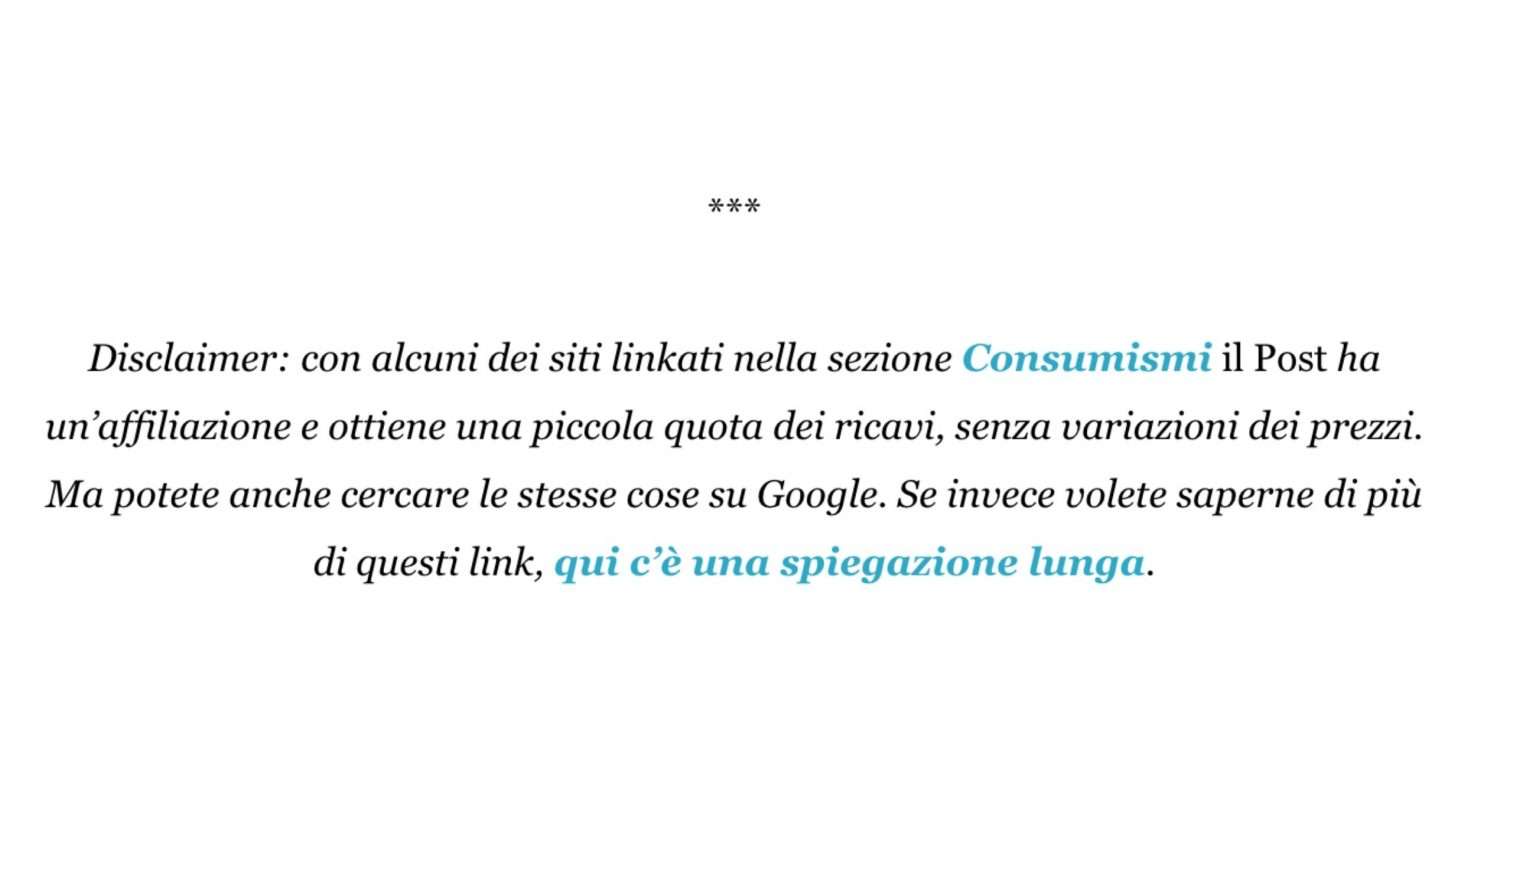 ***
Disclaimer: con alcuni dei siti linkati nella sezione Consumismi il Post ha
un’affiliazione e ottiene una piccola quota dei ricavi, senza variazioni dei prezzi.
Ma potete anche cercare le stesse cose su Google. Se invece volete saperne di più
di questi link, qui c’è una spiegazione lunga.